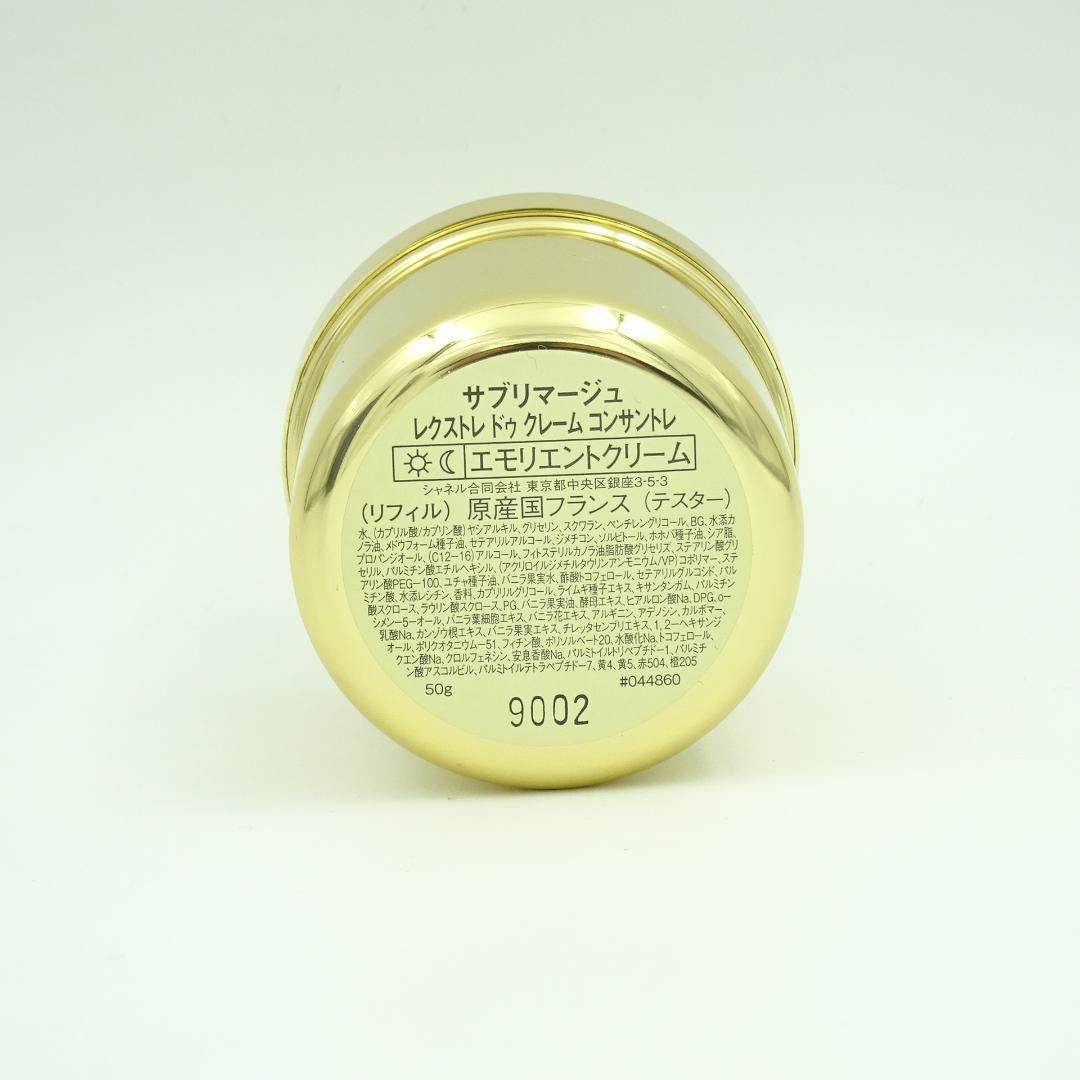 サブリマージュ
レクストレ ドゥ クレーム コンサントレ
エモリエントクリーム
シャネル合同会社 東京都中央区銀座3-5-3
(リフィル) 原産国フランス (テスター)
水、(カプリル酸/カプリン酸)ヤシアルキル、グリセリン、スクワラン、ペンチレングリコール、BG、水添カ
ノラ油、メドウフォーム種子油、セテアリルアルコール、ジメチコン、ソルビトール、ホホバ種子油、シア脂、
プロパンジオール、(C12-16)アルコール、フィトステリルカノラ油脂肪酸グリセリズ、ステアリン酸グリ
セリル、パルミチン酸エチルヘキシル、(アクリロイルジメチルタウリンアンモニウム/VP)コポリマー、ステ
アリン酸PEG-100、ユチャ種子油、バニラ果実水、酢酸トコフェロール、セテアリルグルコシド、パル
ミチン酸、水添レシチン、香料、カプリルグリコール、ライムギ種子エキス、キサンタンガム、パルミチン
酸スクロース、ラウリン酸スクロース、PG、バニラ果実油、酵母エキス、ヒアルロン酸Na、DPG、o-
シメン-5-オール、バニラ葉細胞エキス、バニラ花エキス、アルギニン、アデノシン、カルボマー、
乳酸Na、カンゾウ根エキス、バニラ果実エキス、チレッタセンブリエキス、1,2-ヘキサンジ
オール、ポリクオタニウム-51、フィチン酸、ポリソルベート20、水酸化Na、トコフェロール、
クエン酸Na、クロルフェネシン、安息香酸Na、パルミトイルトリペプチド-1、パルミチ
ン酸アスコルビル、パルミトイルテトラペプチド-7、黄4、黄5、赤504、橙205
50g #044860
9002